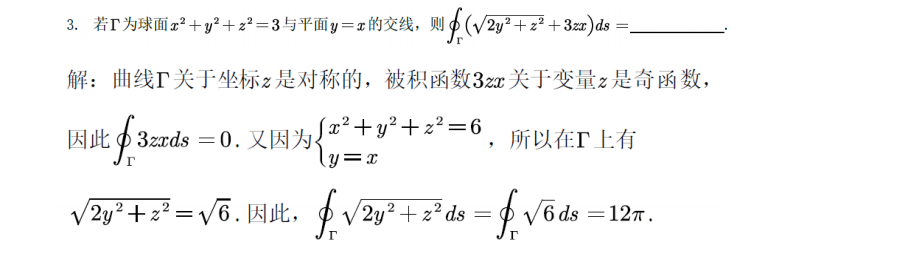 3. 若Γ为球面x²+y²+z²=3与平面y=x的交线，则∮_Γ(√(2y²+z²)+3zx)ds=________.
解：曲线Γ关于坐标z是对称的，被积函数3zx关于变量z是奇函数，
因此∮_Γ 3zxds=0. 又因为{x²+y²+z²=6, y=x ，所以在Γ上有
√(2y²+z²)=√6. 因此，∮_Γ √(2y²+z²) ds=∮_Γ √6 ds=12π.